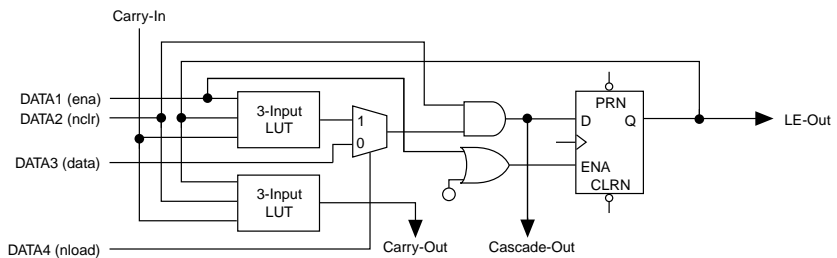 Carry-In
DATA1 (ena)
DATA2 (nclr)
DATA3 (data)
DATA4 (nload)
3-Input
LUT
1
0
3-Input
LUT
Carry-Out
Cascade-Out
PRN
D
Q
ENA
CLRN
LE-Out